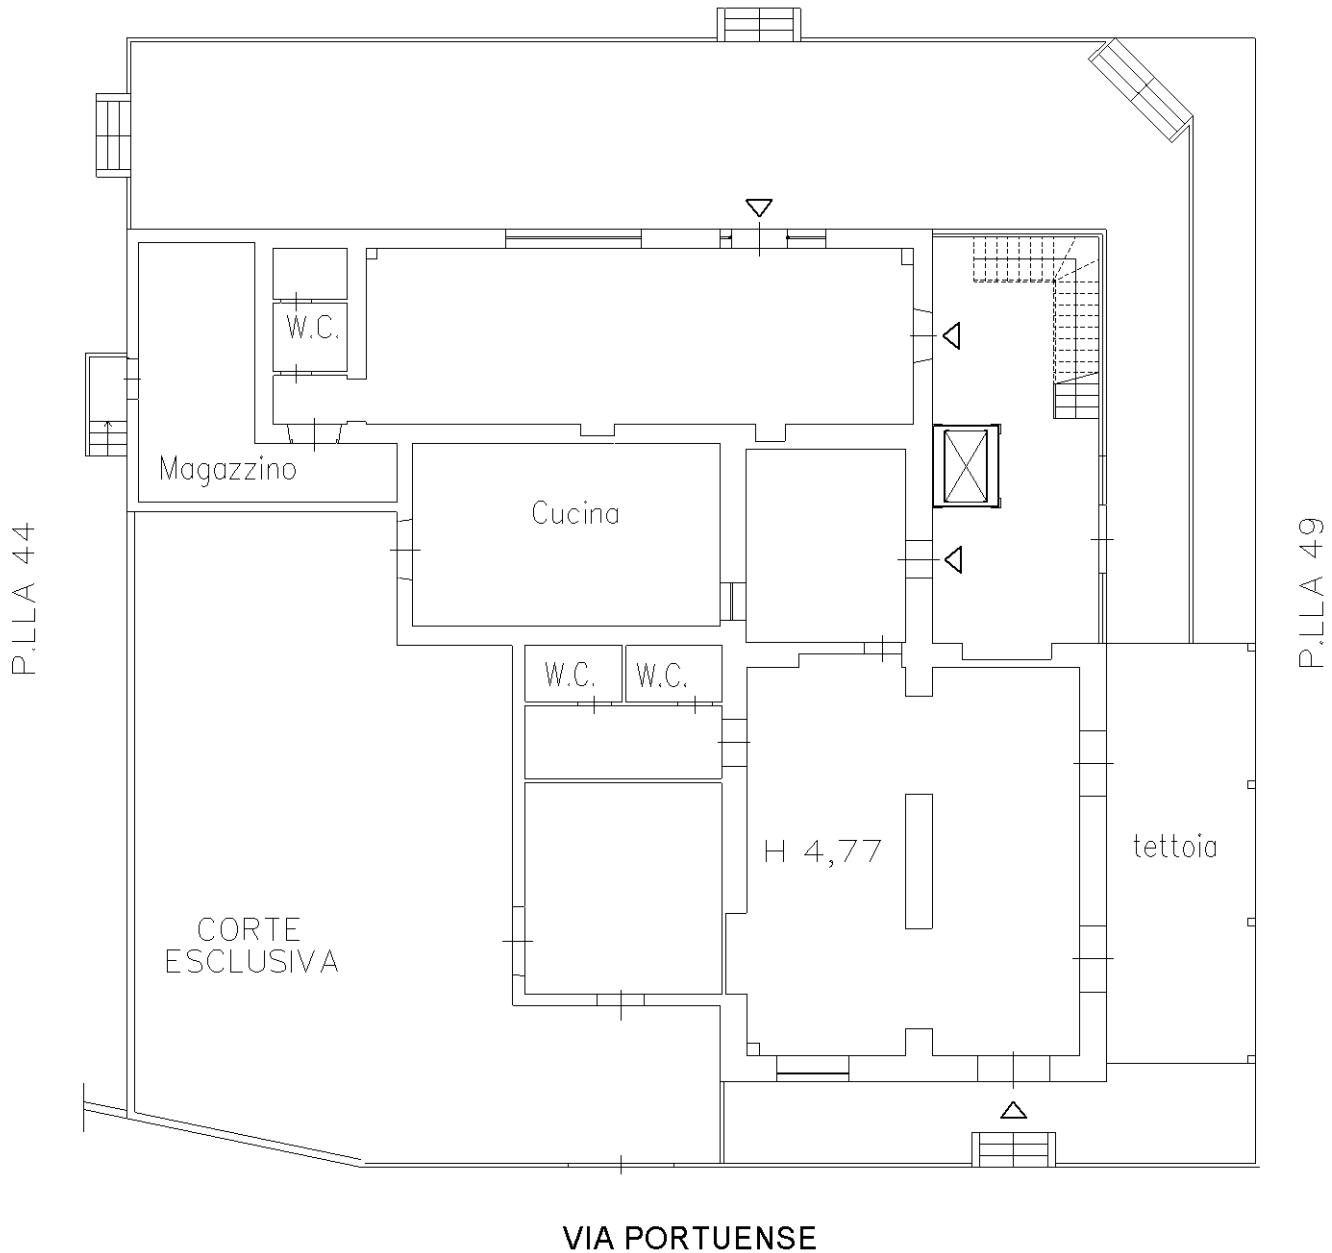 W.C.
Magazzino
Cucina
P.LLA 44
P.LLA 49
W.C.
W.C.
H 4,77
tettoia
CORTE
ESCLUSIVA
VIA PORTUENSE